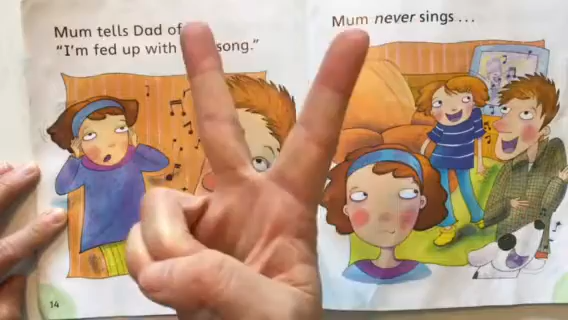 Mum tells Dad of
"I'm fed up with song."
Mum never sings ...
14